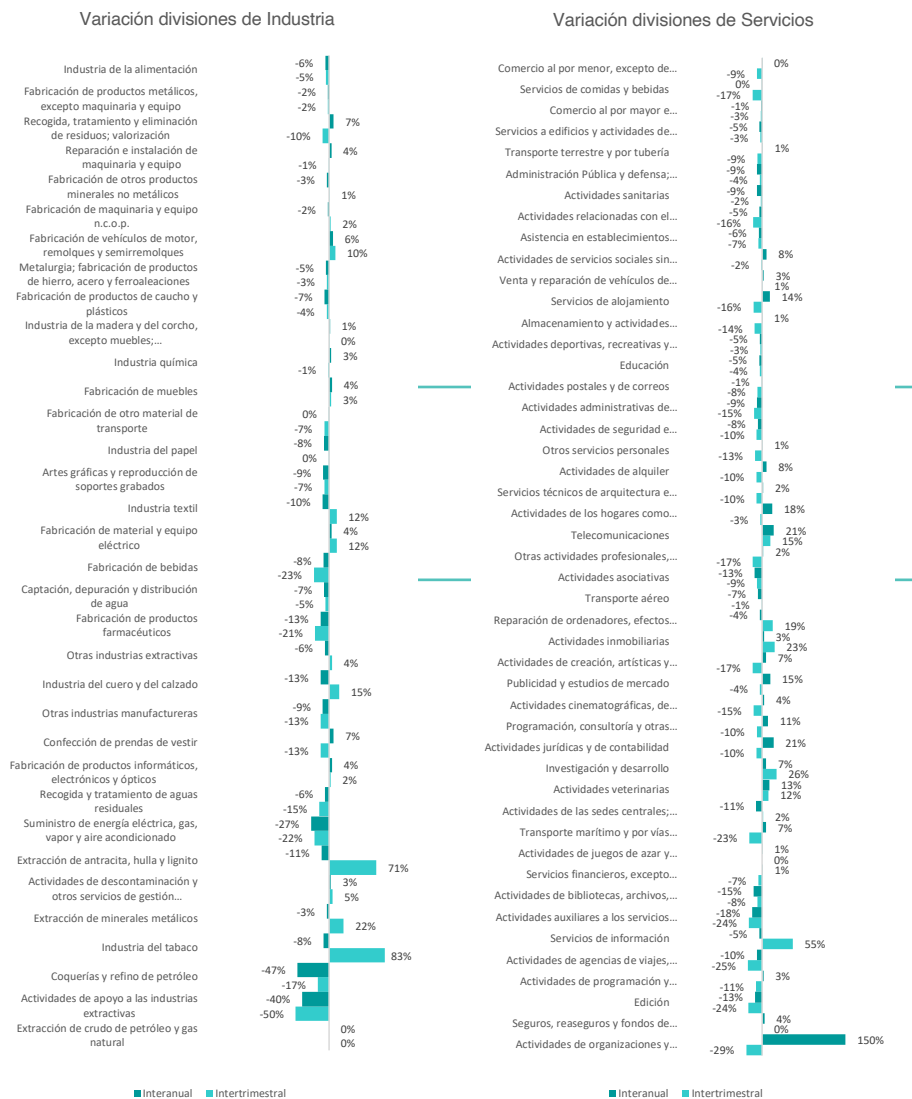 Variación divisiones de Industria
Industria de la alimentación
-6%
-5%
Fabricación de productos metálicos,
excepto maquinaria y equipo
-2%
-2%
Recogida, tratamiento y eliminación
de residuos; valorización
7%
-10%
Reparación e instalación de
maquinaria y equipo
4%
-1%
Fabricación de otros productos
minerales no metálicos
-3%
1%
Fabricación de maquinaria y equipo
n.c.o.p.
-2%
2%
Fabricación de vehículos de motor,
remolques y semirremolques
6%
10%
Metalurgia; fabricación de productos
de hierro, acero y ferroaleaciones
-5%
-3%
Fabricación de productos de caucho y
plásticos
-7%
-4%
Industria de la madera y del corcho,
excepto muebles;...
1%
0%
Industria química
3%
-1%
Fabricación de muebles
4%
3%
Fabricación de otro material de
transporte
0%
-7%
Industria del papel
-8%
0%
Artes gráficas y reproducción de
soportes grabados
-9%
-7%
Industria textil
-10%
12%
Fabricación de material y equipo
eléctrico
4%
12%
Fabricación de bebidas
-8%
-23%
Captación, depuración y distribución
de agua
-7%
-5%
Fabricación de productos
farmacéuticos
-13%
-21%
Otras industrias extractivas
-6%
4%
Industria del cuero y del calzado
-13%
15%
Otras industrias manufactureras
-9%
-13%
Confección de prendas de vestir
7%
-13%
Fabricación de productos informáticos,
electrónicos y ópticos
4%
2%
Recogida y tratamiento de aguas
residuales
-6%
-15%
Suministro de energía eléctrica, gas,
vapor y aire acondicionado
-27%
-22%
Extracción de antracita, hulla y lignito
-11%
71%
Actividades de descontaminación y
otros servicios de gestión...
3%
5%
Extracción de minerales metálicos
-3%
22%
Industria del tabaco
-8%
83%
Coquerías y refino de petróleo
-47%
-17%
Actividades de apoyo a las industrias
extractivas
-40%
-50%
Extracción de crudo de petróleo y gas
natural
0%
0%
Interanual Intertrimestral
Variación divisiones de Servicios
Comercio al por menor, excepto de...
0%
-9%
Servicios de comidas y bebidas
0%
-17%
Comercio al por mayor e...
-1%
-3%
Servicios a edificios y actividades de...
-5%
-3%
Transporte terrestre y por tubería
1%
-9%
Administración Pública y defensa;...
-9%
-4%
Actividades sanitarias
-9%
-2%
Actividades relacionadas con el...
-5%
-16%
Asistencia en establecimientos...
-6%
-7%
Actividades de servicios sociales sin...
8%
-2%
Venta y reparación de vehículos de...
3%
1%
Servicios de alojamiento
14%
-16%
Almacenamiento y actividades...
1%
-14%
Actividades deportivas, recreativas y...
-5%
-3%
Educación
-5%
-4%
Actividades postales y de correos
-1%
-8%
Actividades administrativas de...
-9%
-15%
Actividades de seguridad e...
-8%
-10%
Otros servicios personales
1%
-13%
Actividades de alquiler
8%
-10%
Servicios técnicos de arquitectura e...
2%
-10%
Actividades de los hogares como...
18%
-3%
Telecomunicaciones
21%
15%
Otras actividades profesionales,...
2%
-17%
Actividades asociativas
-13%
-9%
Transporte aéreo
-7%
-1%
Reparación de ordenadores, efectos...
-4%
19%
Actividades inmobiliarias
3%
23%
Actividades de creación, artísticas y...
7%
-17%
Publicidad y estudios de mercado
15%
-4%
Actividades cinematográficas, de...
4%
-15%
Programación, consultoría y otras...
11%
-10%
Actividades jurídicas y de contabilidad
21%
-10%
Investigación y desarrollo
7%
26%
Actividades veterinarias
13%
12%
Actividades de las sedes centrales;...
-11%
2%
Transporte marítimo y por vías...
7%
-23%
Actividades de juegos de azar y...
1%
0%
Servicios financieros, excepto...
1%
-7%
Actividades de bibliotecas, archivos,...
-15%
-8%
Actividades auxiliares a los servicios...
-18%
-24%
Servicios de información
-5%
55%
Actividades de agencias de viajes,...
-10%
-25%
Actividades de programación y...
3%
-11%
Edición
-13%
-24%
Seguros, reaseguros y fondos de...
4%
0%
Actividades de organizaciones y...
150%
-29%
Interanual Intertrimestral